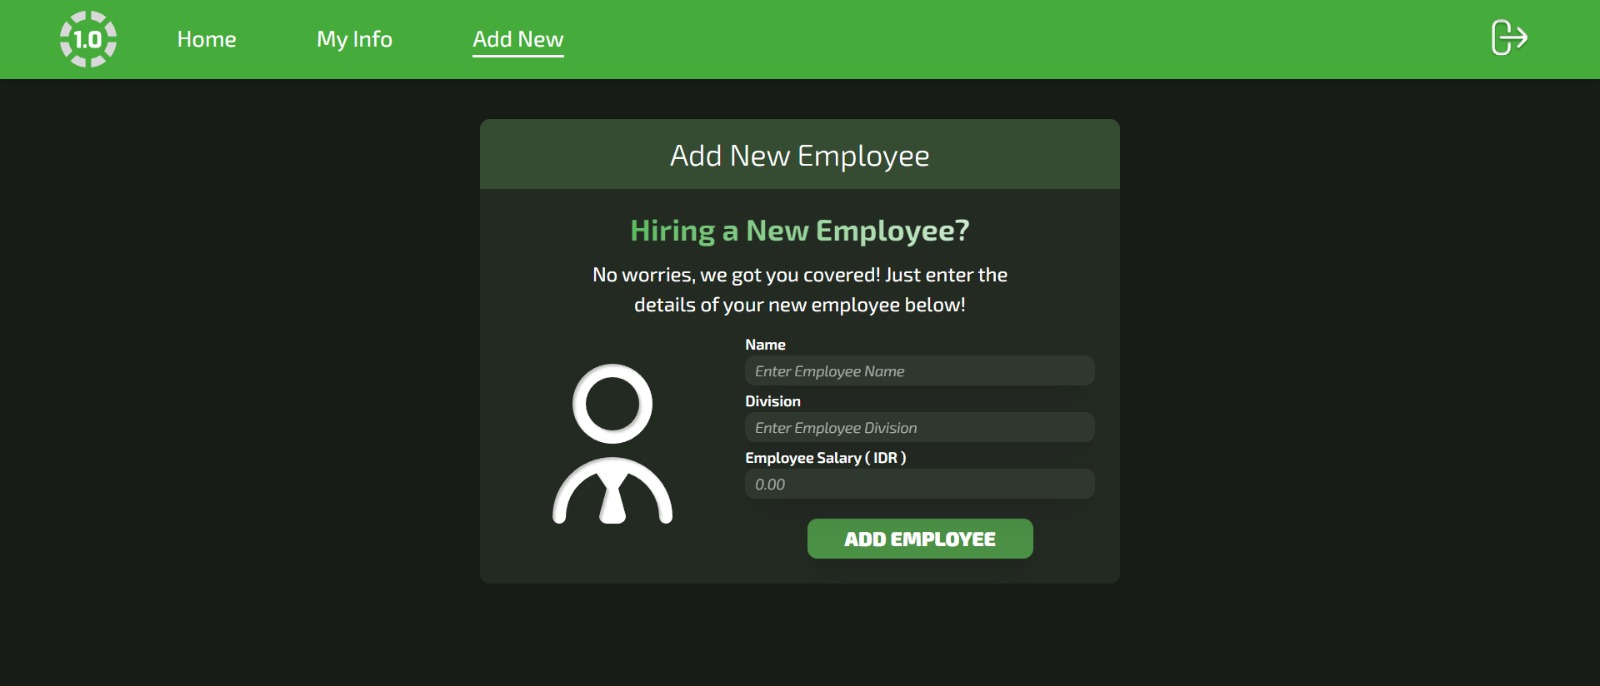 1.0 Home My Info Add New
Add New Employee
Hiring a New Employee?
No worries, we got you covered! Just enter the
details of your new employee below!
Name
Enter Employee Name
Division
Enter Employee Division
Employee Salary ( IDR )
0.00
ADD EMPLOYEE